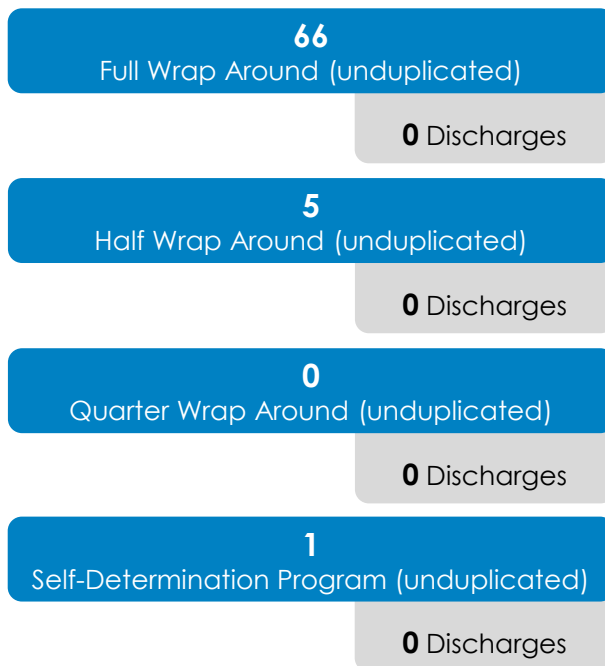 66
Full Wrap Around (unduplicated)
0 Discharges
5
Half Wrap Around (unduplicated)
0 Discharges
0
Quarter Wrap Around (unduplicated)
0 Discharges
1
Self-Determination Program (unduplicated)
0 Discharges